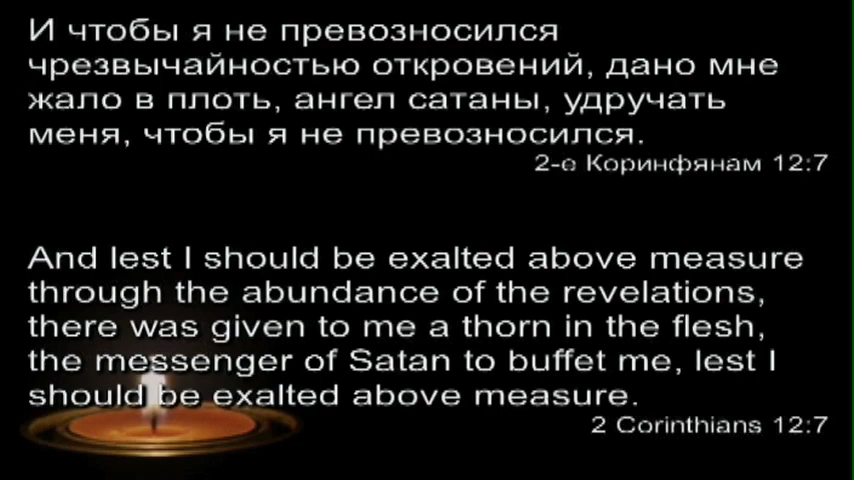 И чтобы я не превозносился
чрезвычайностью откровений, дано мне
жало в плоть, ангел сатаны, удручать
меня, чтобы я не превозносился.
2-е Коринфянам 12:7
And lest I should be exalted above measure
through the abundance of the revelations,
there was given to me a thorn in the flesh,
the messenger of Satan to buffet me, lest I
should be exalted above measure.
2 Corinthians 12:7